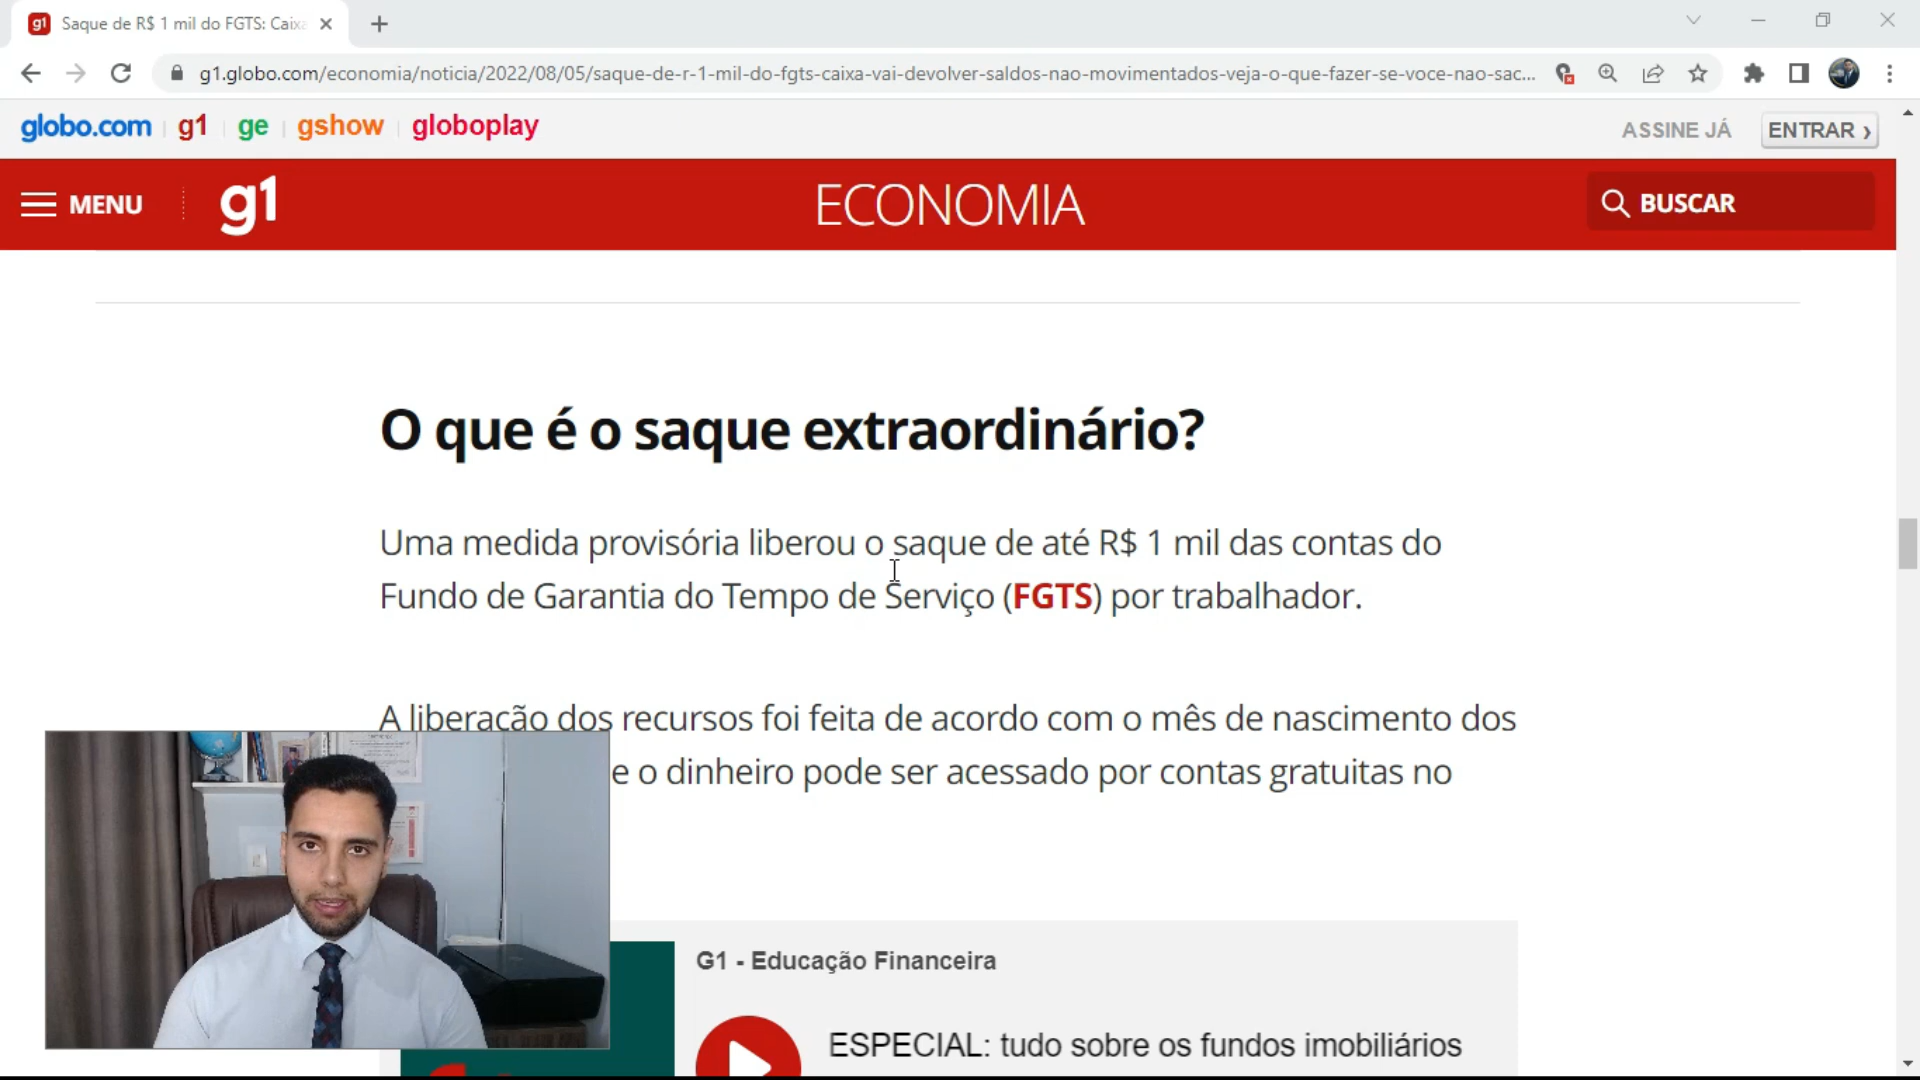 Saque de R$ 1 mil do FGTS: Caix
g1.globo.com/economia/noticia/2022/08/05/saque-de-r-1-mil-do-fgts-caixa-vai-devolver-saldos-nao-movimentados-veja-o-que-fazer-se-voce-nao-sac...
globo.com g1 ge gshow globoplay
ASSINE JÁ ENTRAR ›
MENU g1 ECONOMIA BUSCAR
O que é o saque extraordinário?
Uma medida provisória liberou o saque de até R$ 1 mil das contas do
Fundo de Garantia do Tempo de Serviço (FGTS) por trabalhador.
A liberação dos recursos foi feita de acordo com o mês de nascimento dos
e o dinheiro pode ser acessado por contas gratuitas no
G1 - Educação Financeira
ESPECIAL: tudo sobre os fundos imobiliários